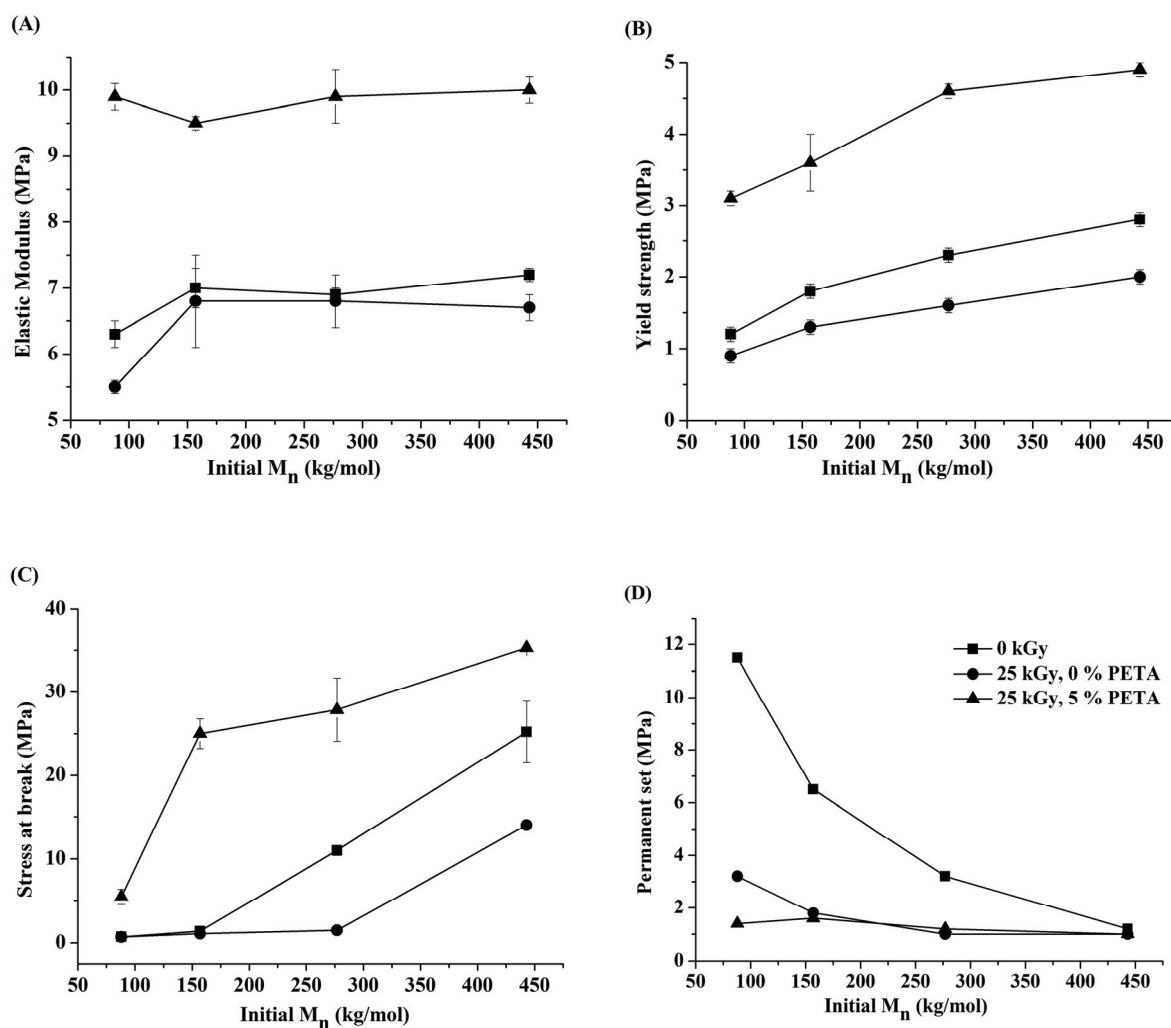 (A)
Elastic Modulus (MPa)
10
9
8
7
6
5
50 100 150 200 250 300 350 400 450
Initial Mn (kg/mol)
(B)
Yield strength (MPa)
5
4
3
2
1
0
50 100 150 200 250 300 350 400 450
Initial Mn (kg/mol)
(C)
Stress at break (MPa)
40
30
20
10
0
50 100 150 200 250 300 350 400 450
Initial Mn (kg/mol)
(D)
Permanent set (MPa)
12
10
8
6
4
2
0
0 kGy
25 kGy, 0 % PETA
25 kGy, 5 % PETA
50 100 150 200 250 300 350 400 450
Initial Mn (kg/mol)